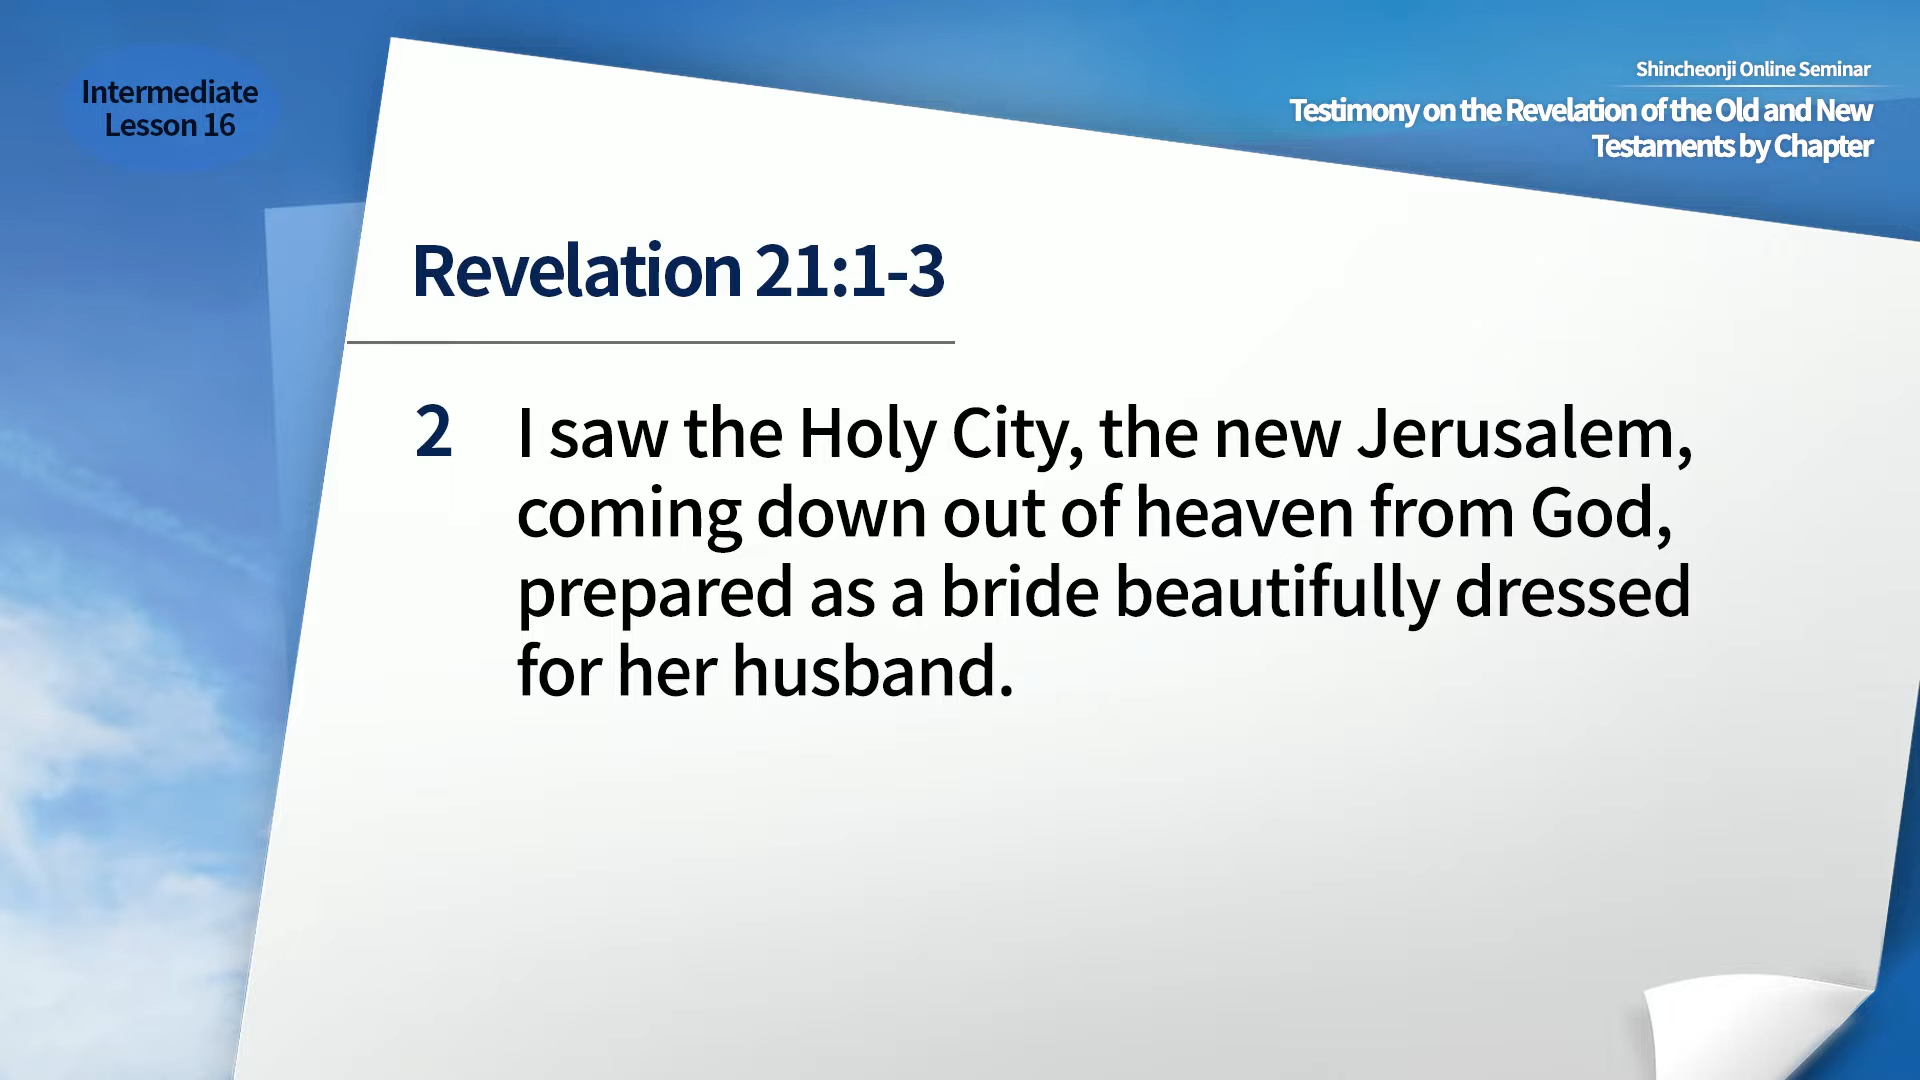 Intermediate
Lesson 16
Shincheonji Online Seminar
Testimony on the Revelation of the Old and New
Testaments by Chapter
Revelation 21:1-3
2 I saw the Holy City, the new Jerusalem,
coming down out of heaven from God,
prepared as a bride beautifully dressed
for her husband.